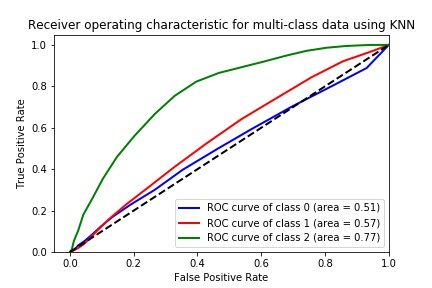 Receiver operating characteristic for multi-class data using KNN
1.0
0.8
0.6
0.4
0.2
0.0
True Positive Rate
ROC curve of class 0 (area = 0.51)
ROC curve of class 1 (area = 0.57)
ROC curve of class 2 (area = 0.77)
0.0 0.2 0.4 0.6 0.8 1.0
False Positive Rate